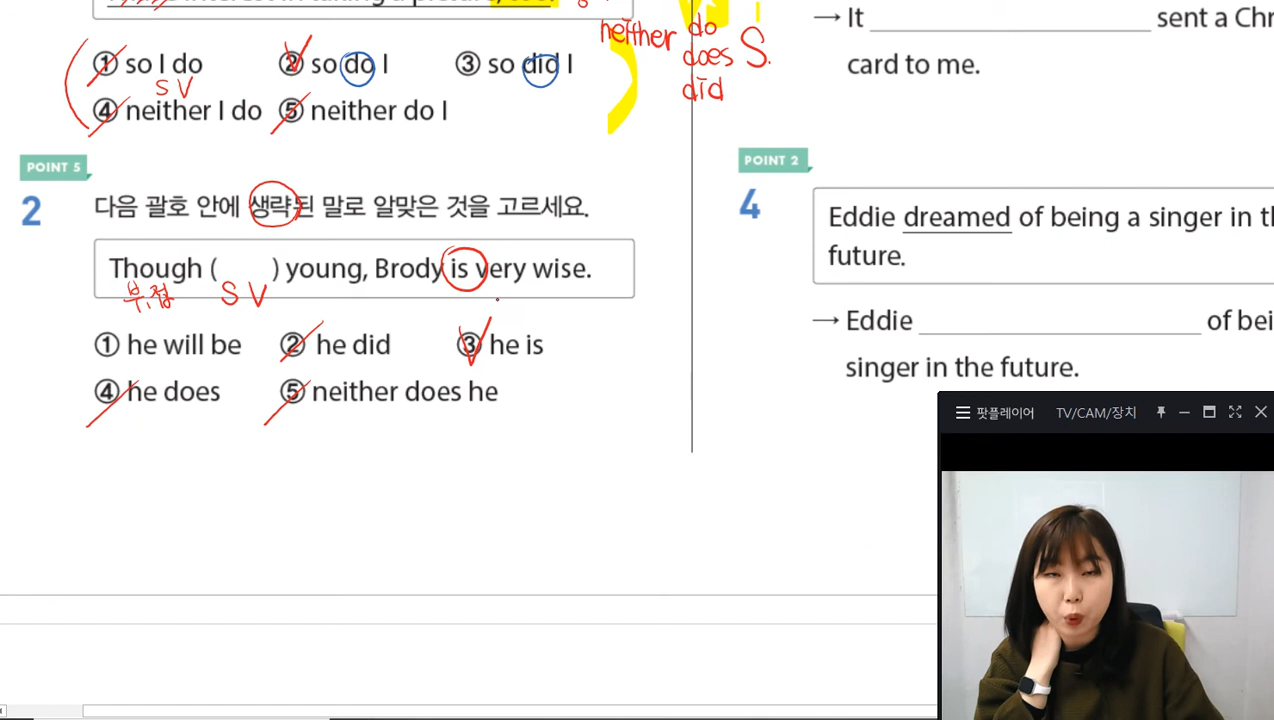 neither do
does S.
did
① so I do ② so do I ③ so did I
S V
④ neither I do ⑤ neither do I
POINT 5
2 다음 괄호 안에 생략된 말로 알맞은 것을 고르세요.
Though ( ) young, Brody is very wise.
부.접 S V
① he will be ② he did ③ he is
④ he does ⑤ neither does he
→ It sent a Chr
card to me.
POINT 2
4 Eddie dreamed of being a singer in th
future.
→ Eddie of bei
singer in the future.
팟플레이어 TV/CAM/장치